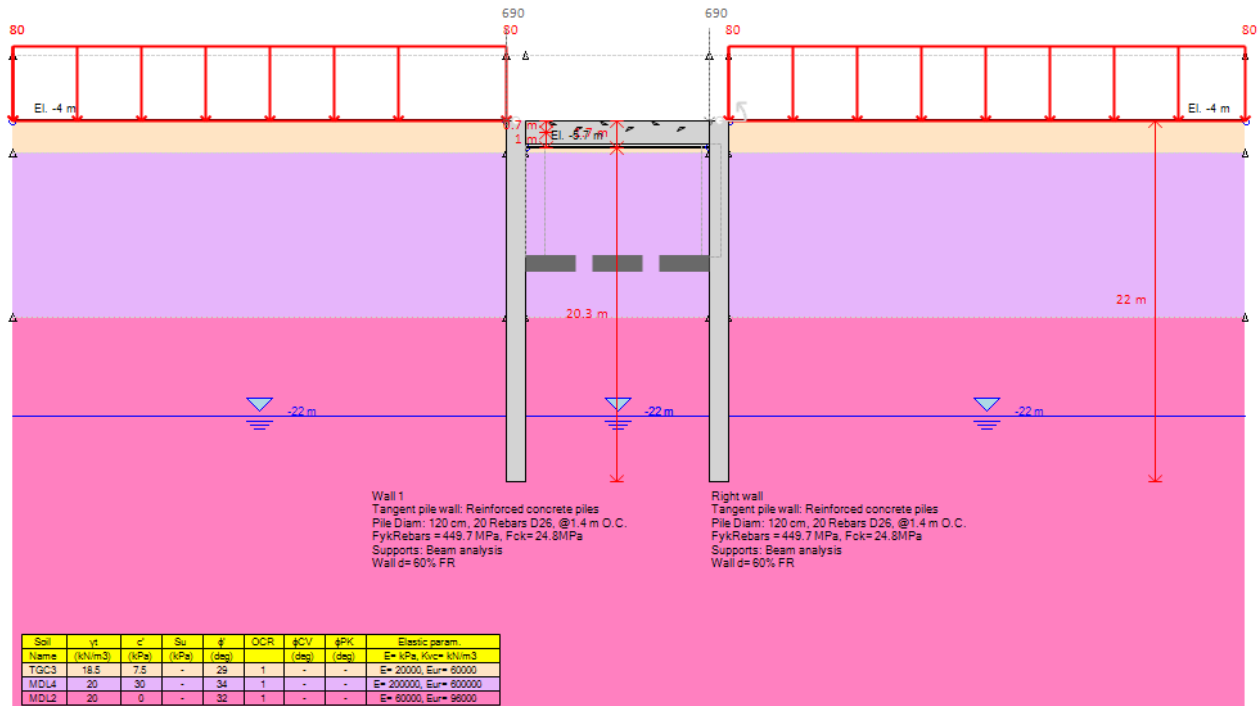 690 690
80 80 80 80
El. -4 m El. -4 m
El. -5.7 m
1 m
22 m
20.3 m
-22 m -22 m -22 m
Wall 1
Tangent pile wall: Reinforced concrete piles
Pile Diam: 120 cm, 20 Rebars D26, @1.4 m O.C.
FykRebars = 449.7 MPa, Fck= 24.8MPa
Supports: Beam analysis
Wall d= 60% FR
Right wall
Tangent pile wall: Reinforced concrete piles
Pile Diam: 120 cm, 20 Rebars D26, @1.4 m O.C.
FykRebars = 449.7 MPa, Fck= 24.8MPa
Supports: Beam analysis
Wall d= 60% FR
Soil γt c' Su ϕ' OCR ϕCV ϕPK Elastic param.
Name (kN/m3) (kPa) (kPa) (deg) (deg) (deg) E= kPa, Kvc= kN/m3
TGC3 18.5 7.5 - 29 1 - - E= 20000, Eur= 60000
MDL4 20 30 - 34 1 - - E= 200000, Eur= 600000
MDL2 20 0 - 32 1 - - E= 60000, Eur= 96000